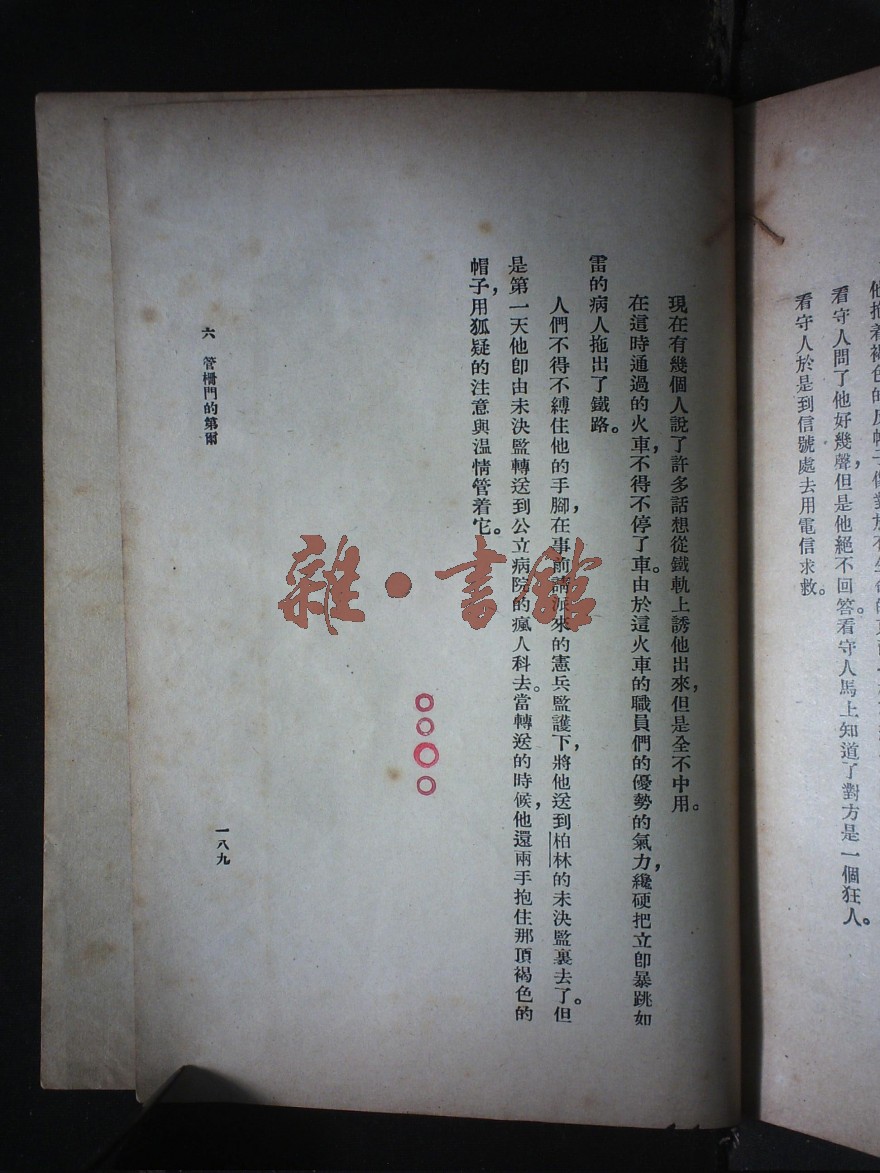 看守人問了他好幾聲，但是他絕不回答。看守人馬上知道了對方是一個狂人。
看守人於是到信號處去用電信求救。
現在有幾個人說了許多話想從鐵軌上誘他出來，但是全不中用。
在這時通過的火車，不得不停了車。由於這火車的職員們的優勢的氣力，纔硬把立卽暴跳如
雷的病人拖出了鐵路。
人們不得不縛住他的手腳，在事前請派來的憲兵監護下，將他送到柏林的未決監裏去了。但
是第一天他卽由未決監轉送到公立病院的瘋人科去。當轉送的時候，他還兩手抱住那頂褐色的
帽子，用狐疑的注意與温情管着它。
六 管柵門的第爾
一八九
雜·書館